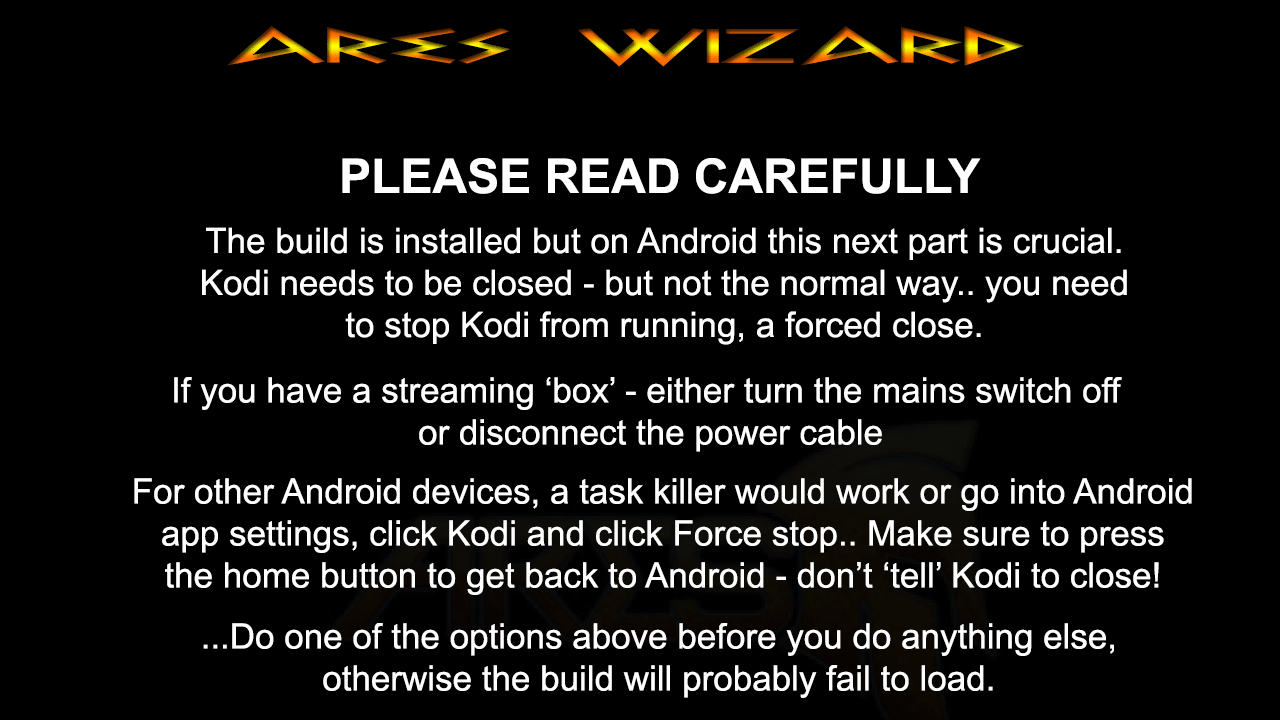 ARES WIZARD
PLEASE READ CAREFULLY
The build is installed but on Android this next part is crucial.
Kodi needs to be closed - but not the normal way.. you need
to stop Kodi from running, a forced close.
If you have a streaming ‘box’ - either turn the mains switch off
or disconnect the power cable
For other Android devices, a task killer would work or go into Android
app settings, click Kodi and click Force stop.. Make sure to press
the home button to get back to Android - don’t ‘tell’ Kodi to close!
...Do one of the options above before you do anything else,
otherwise the build will probably fail to load.
ARES